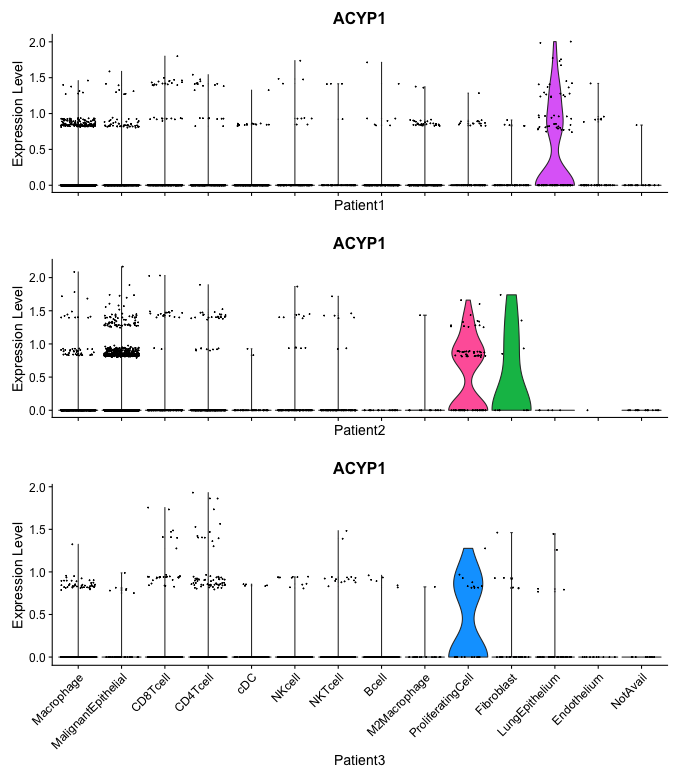 ACYP1
Expression Level
2.0
1.5
1.0
0.5
0.0
Patient1
ACYP1
Expression Level
2.0
1.5
1.0
0.5
0.0
Patient2
ACYP1
Expression Level
2.0
1.5
1.0
0.5
0.0
Macrophage
MalignantEpithelial
CD8Tcell
CD4Tcell
cDC
NKcell
NKTcell
Bcell
M2Macrophage
ProliferatingCell
Fibroblast
LungEpithelium
Endothelium
NotAvail
Patient3